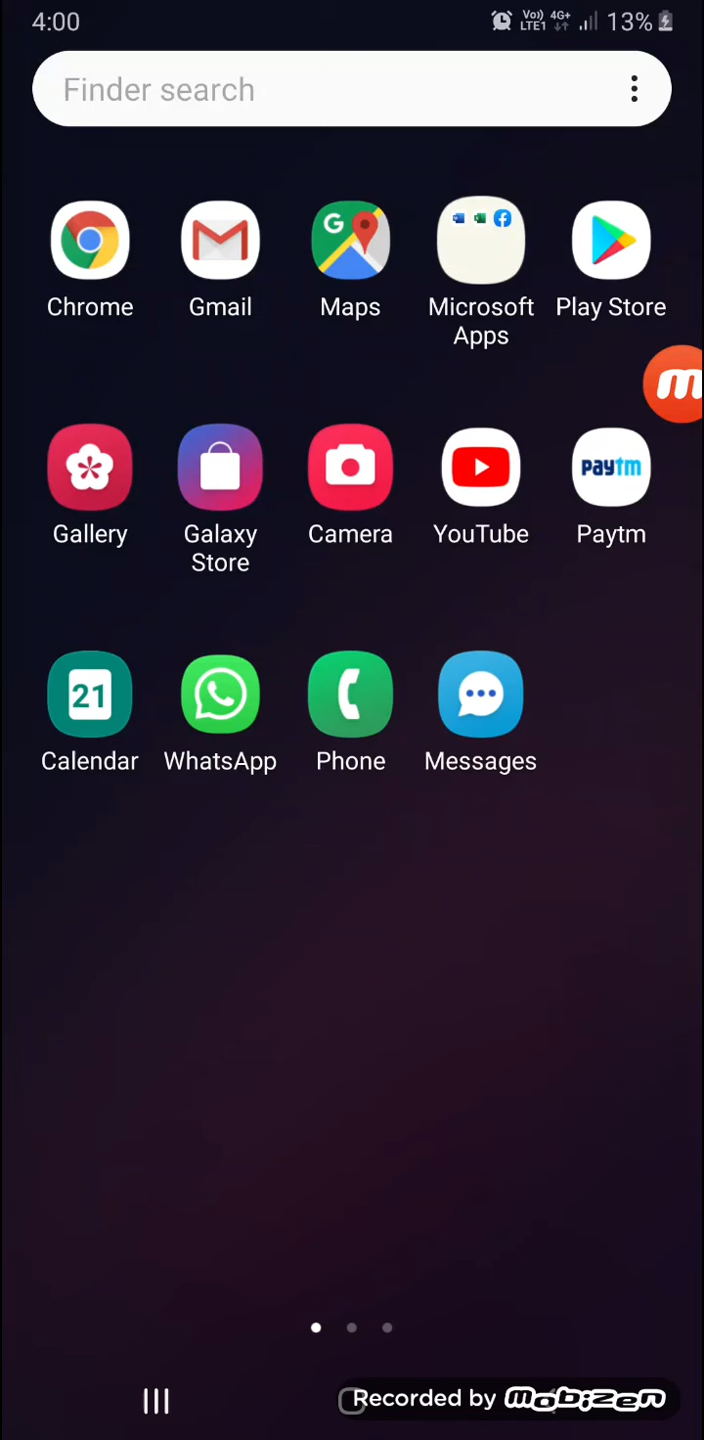 4:00
Vo)) 4G+ 13%
LTE1
Finder search
G
Chrome Gmail Maps Microsoft Play Store
Apps
m
paytm
Gallery Galaxy Camera YouTube Paytm
Store
21
Calendar WhatsApp Phone Messages
Recorded by mobizen